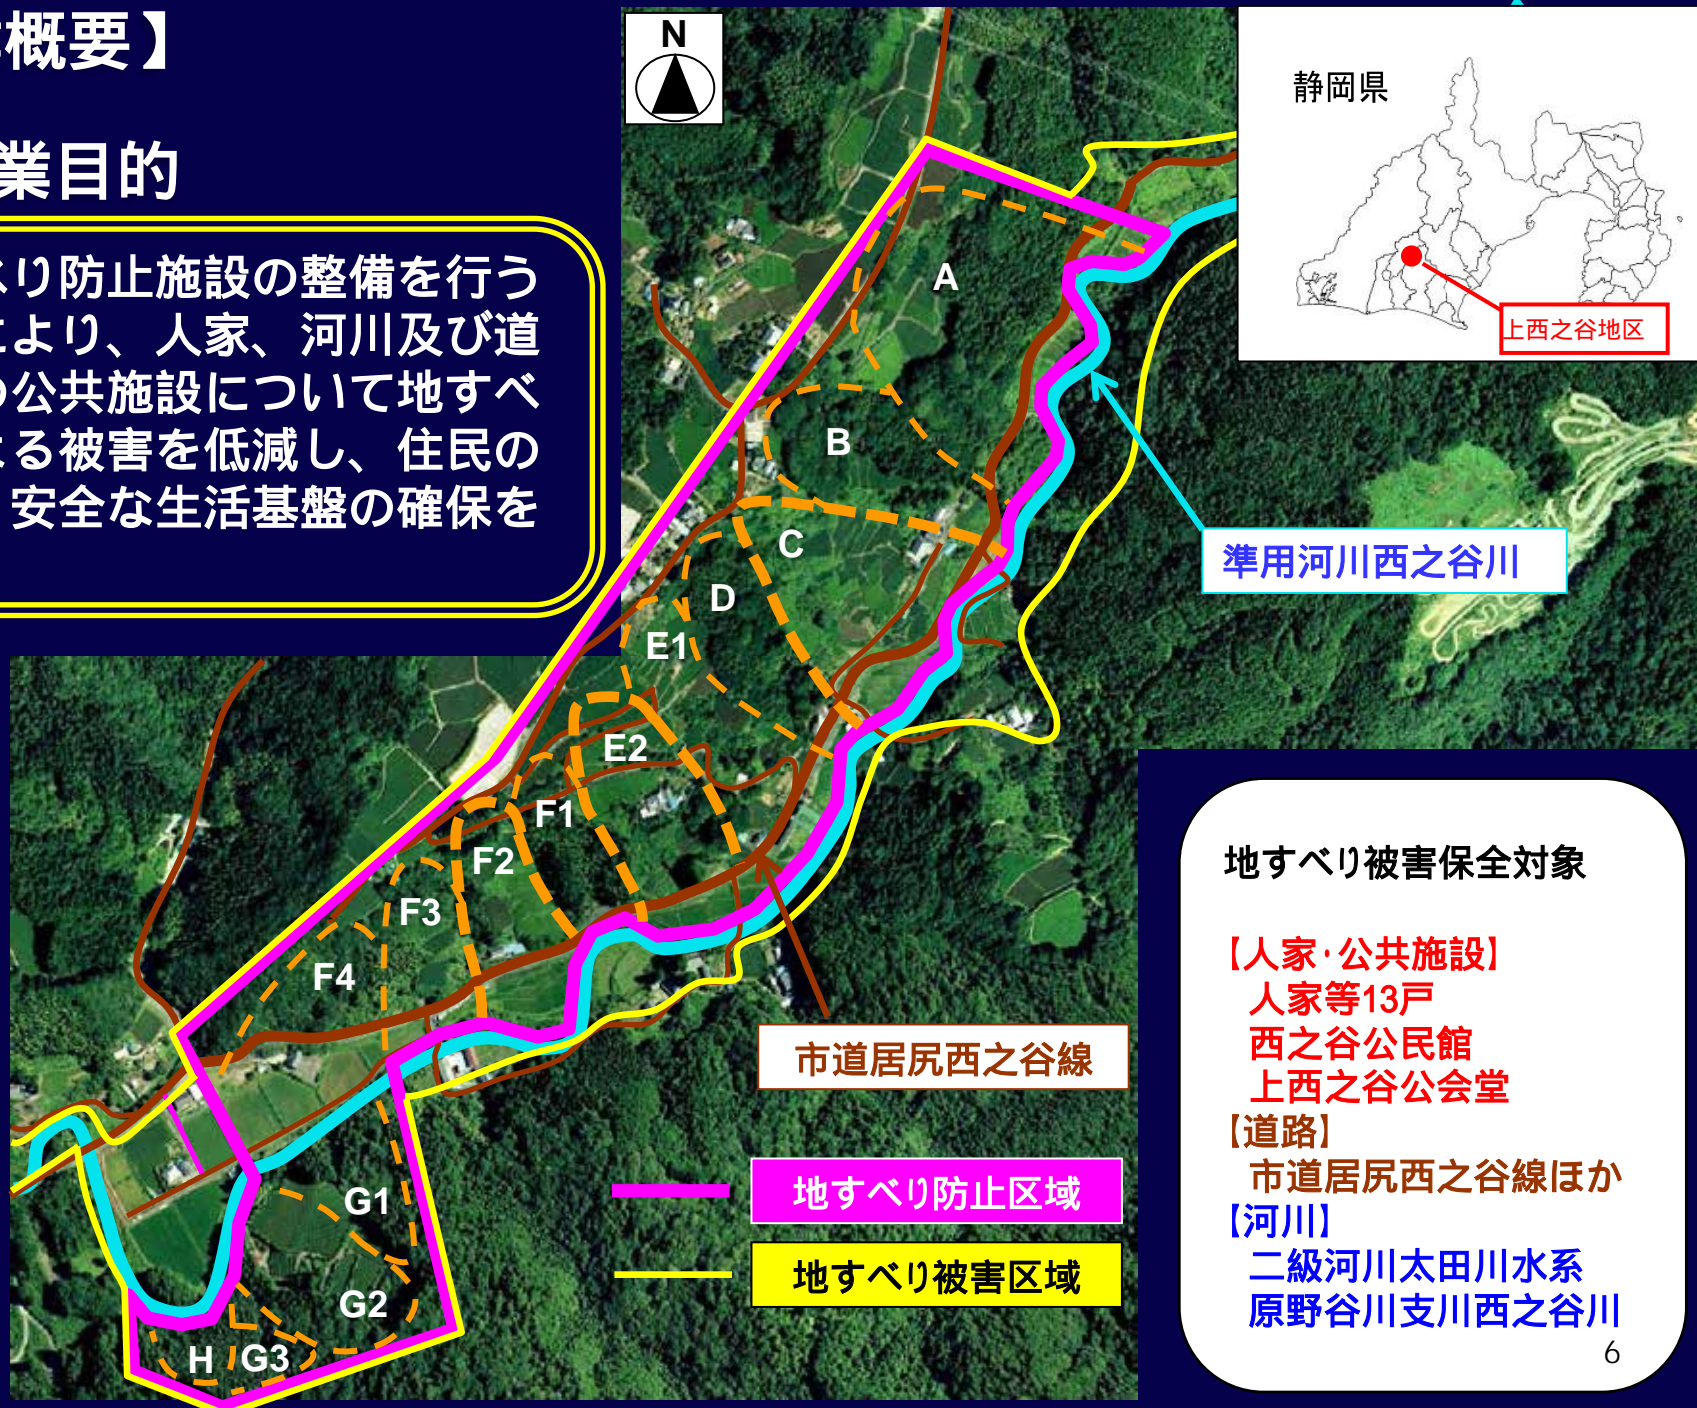 概要】
業目的
べり防止施設の整備を行う
により、人家、河川及び道
の公共施設について地すべ
よる被害を低減し、住民の
安全な生活基盤の確保を
N
静岡県
上西之谷地区
A
B
C
D
E1
E2
F1
F2
F3
F4
G1
G2
G3
H
準用河川西之谷川
市道居尻西之谷線
地すべり防止区域
地すべり被害区域
地すべり被害保全対象
【人家・公共施設】
人家等13戸
西之谷公民館
上西之谷公会堂
【道路】
市道居尻西之谷線ほか
【河川】
二級河川太田川水系
原野谷川支川西之谷川
6